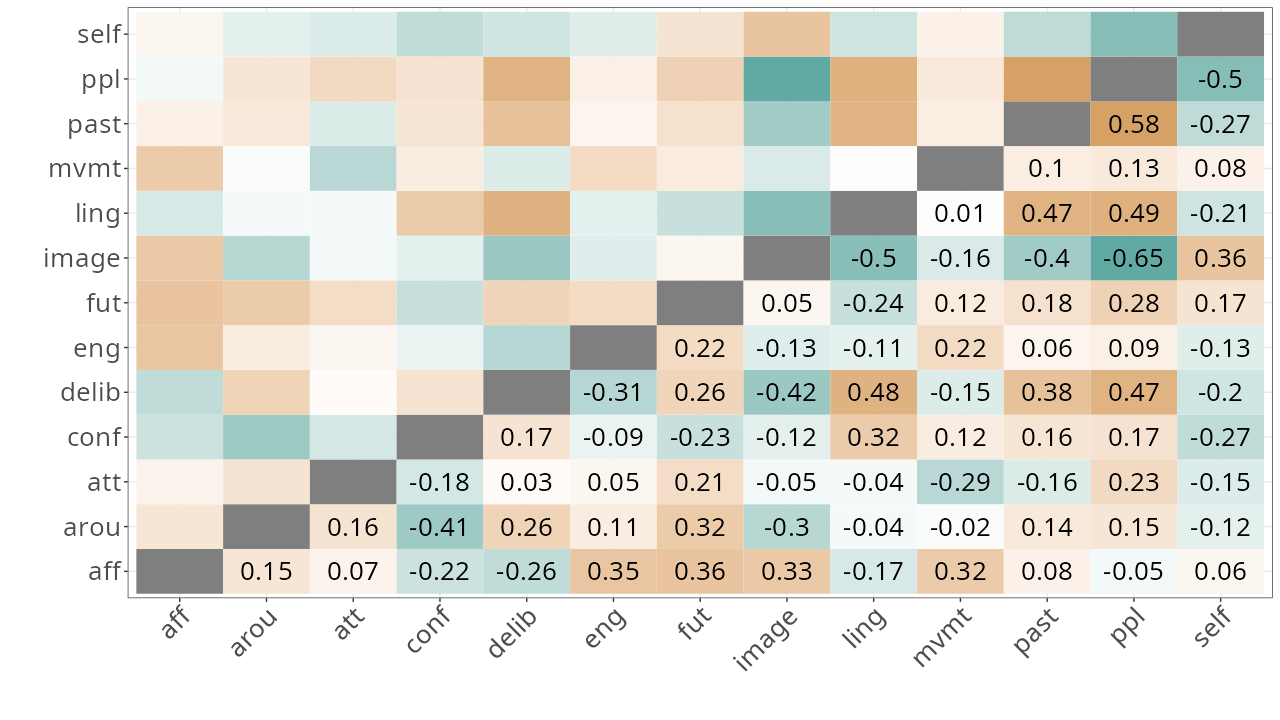 self
ppl -0.5
past 0.58 -0.27
mvmt 0.1 0.13 0.08
ling 0.01 0.47 0.49 -0.21
image -0.5 -0.16 -0.4 -0.65 0.36
fut 0.05 -0.24 0.12 0.18 0.28 0.17
eng 0.22 -0.13 -0.11 0.22 0.06 0.09 -0.13
delib -0.31 0.26 -0.42 0.48 -0.15 0.38 0.47 -0.2
conf 0.17 -0.09 -0.23 -0.12 0.32 0.12 0.16 0.17 -0.27
att -0.18 0.03 0.05 0.21 -0.05 -0.04 -0.29 -0.16 0.23 -0.15
arou 0.16 -0.41 0.26 0.11 0.32 -0.3 -0.04 -0.02 0.14 0.15 -0.12
aff 0.15 0.07 -0.22 -0.26 0.35 0.36 0.33 -0.17 0.32 0.08 -0.05 0.06
aff arou att conf delib eng fut image ling mvmt past ppl self